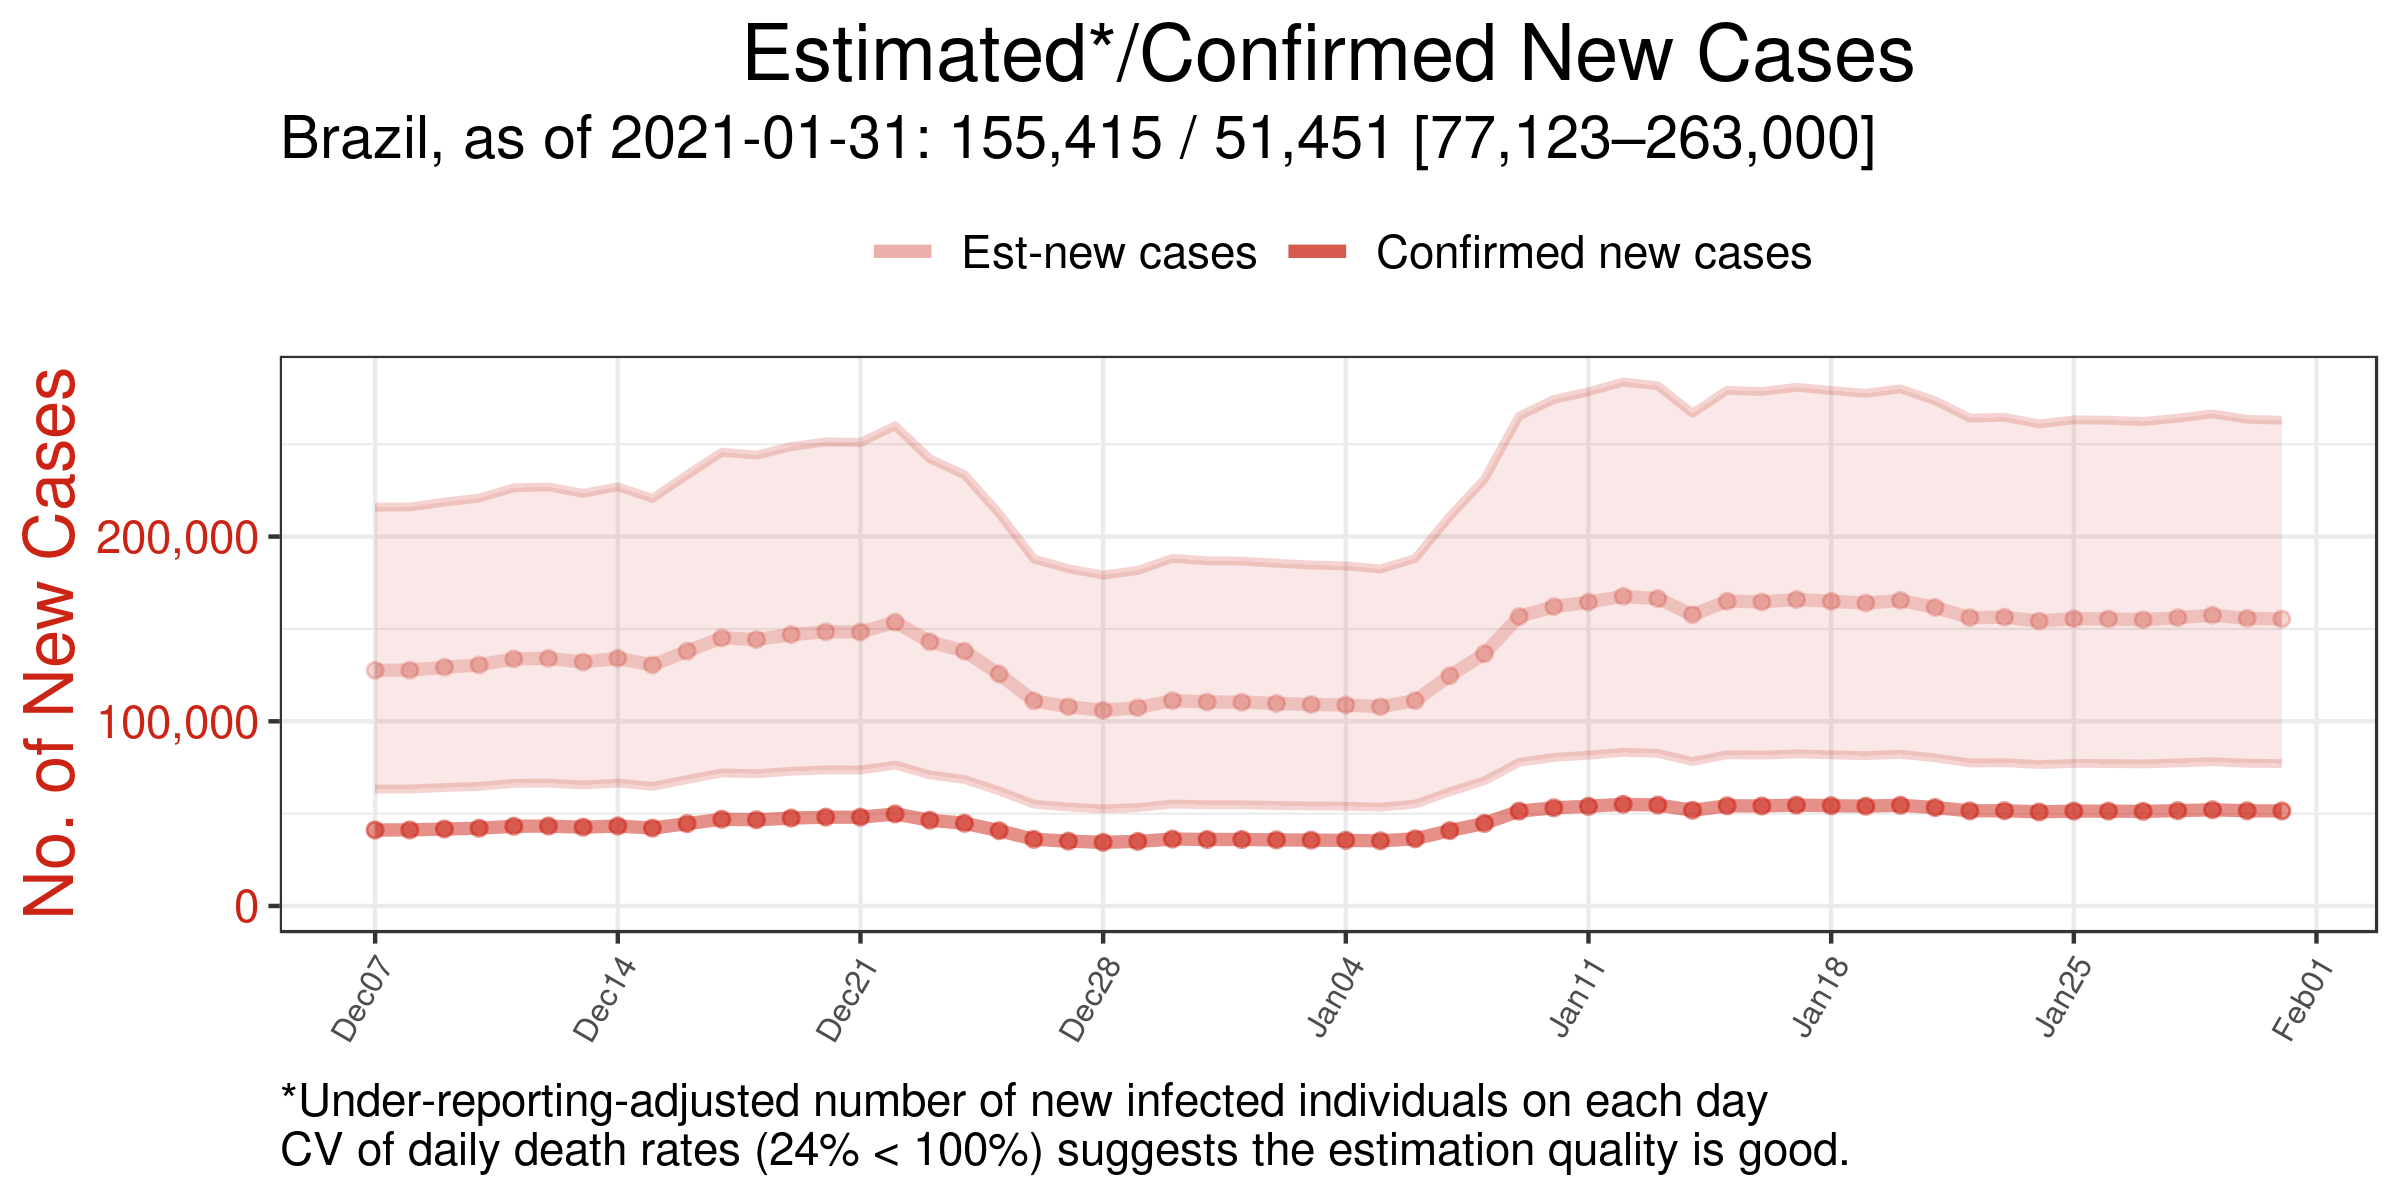 Estimated*/Confirmed New Cases
Brazil, as of 2021-01-31: 155,415 / 51,451 [77,123–263,000]
Est-new cases
Confirmed new cases
No. of New Cases
200,000
100,000
0
Dec07
Dec14
Dec21
Dec28
Jan04
Jan11
Jan18
Jan25
Feb01
*Under-reporting-adjusted number of new infected individuals on each day
CV of daily death rates (24% < 100%) suggests the estimation quality is good.